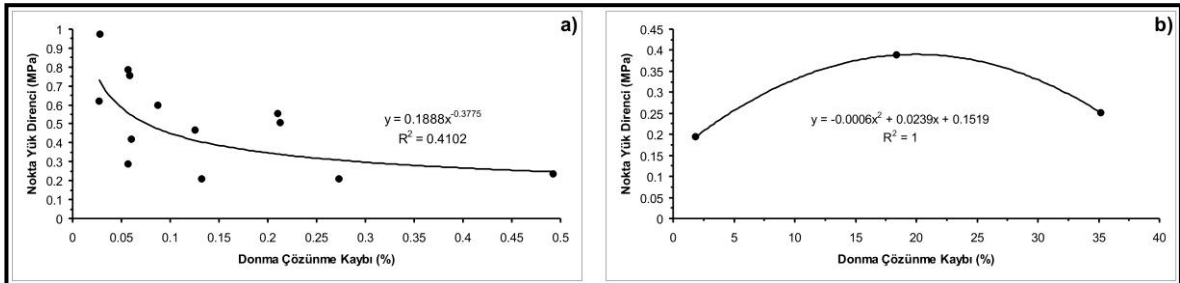 a)
Nokta Yük Direnci (MPa)
1
0.9
0.8
0.7
0.6
0.5
0.4
0.3
0.2
0.1
0
y = 0.1888x^-0.3775
R² = 0.4102
0 0.05 0.1 0.15 0.2 0.25 0.3 0.35 0.4 0.45 0.5
Donma Çözünme Kaybı (%)
b)
Nokta Yük Direnci (MPa)
0.45
0.4
0.35
0.3
0.25
0.2
0.15
0.1
0.05
0
y = -0.0006x² + 0.0239x + 0.1519
R² = 1
0 5 10 15 20 25 30 35 40
Donma Çözünme Kaybı (%)